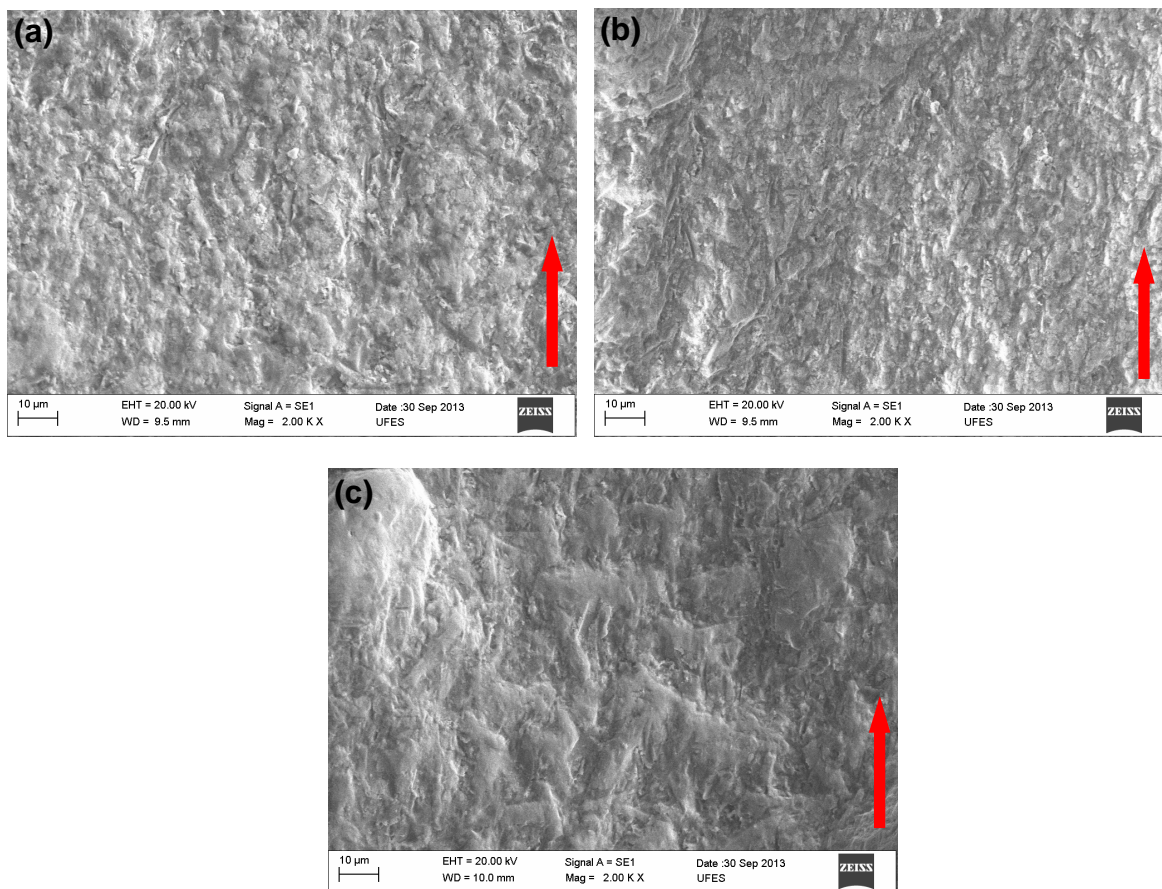 (a)
10 µm
EHT = 20.00 kV
Signal A = SE1
Date :30 Sep 2013
WD = 9.5 mm
Mag = 2.00 K X
UFES
ZEISS
(b)
10 µm
EHT = 20.00 kV
Signal A = SE1
Date :30 Sep 2013
WD = 9.5 mm
Mag = 2.00 K X
UFES
ZEISS
(c)
10 µm
EHT = 20.00 kV
Signal A = SE1
Date :30 Sep 2013
WD = 10.0 mm
Mag = 2.00 K X
UFES
ZEISS